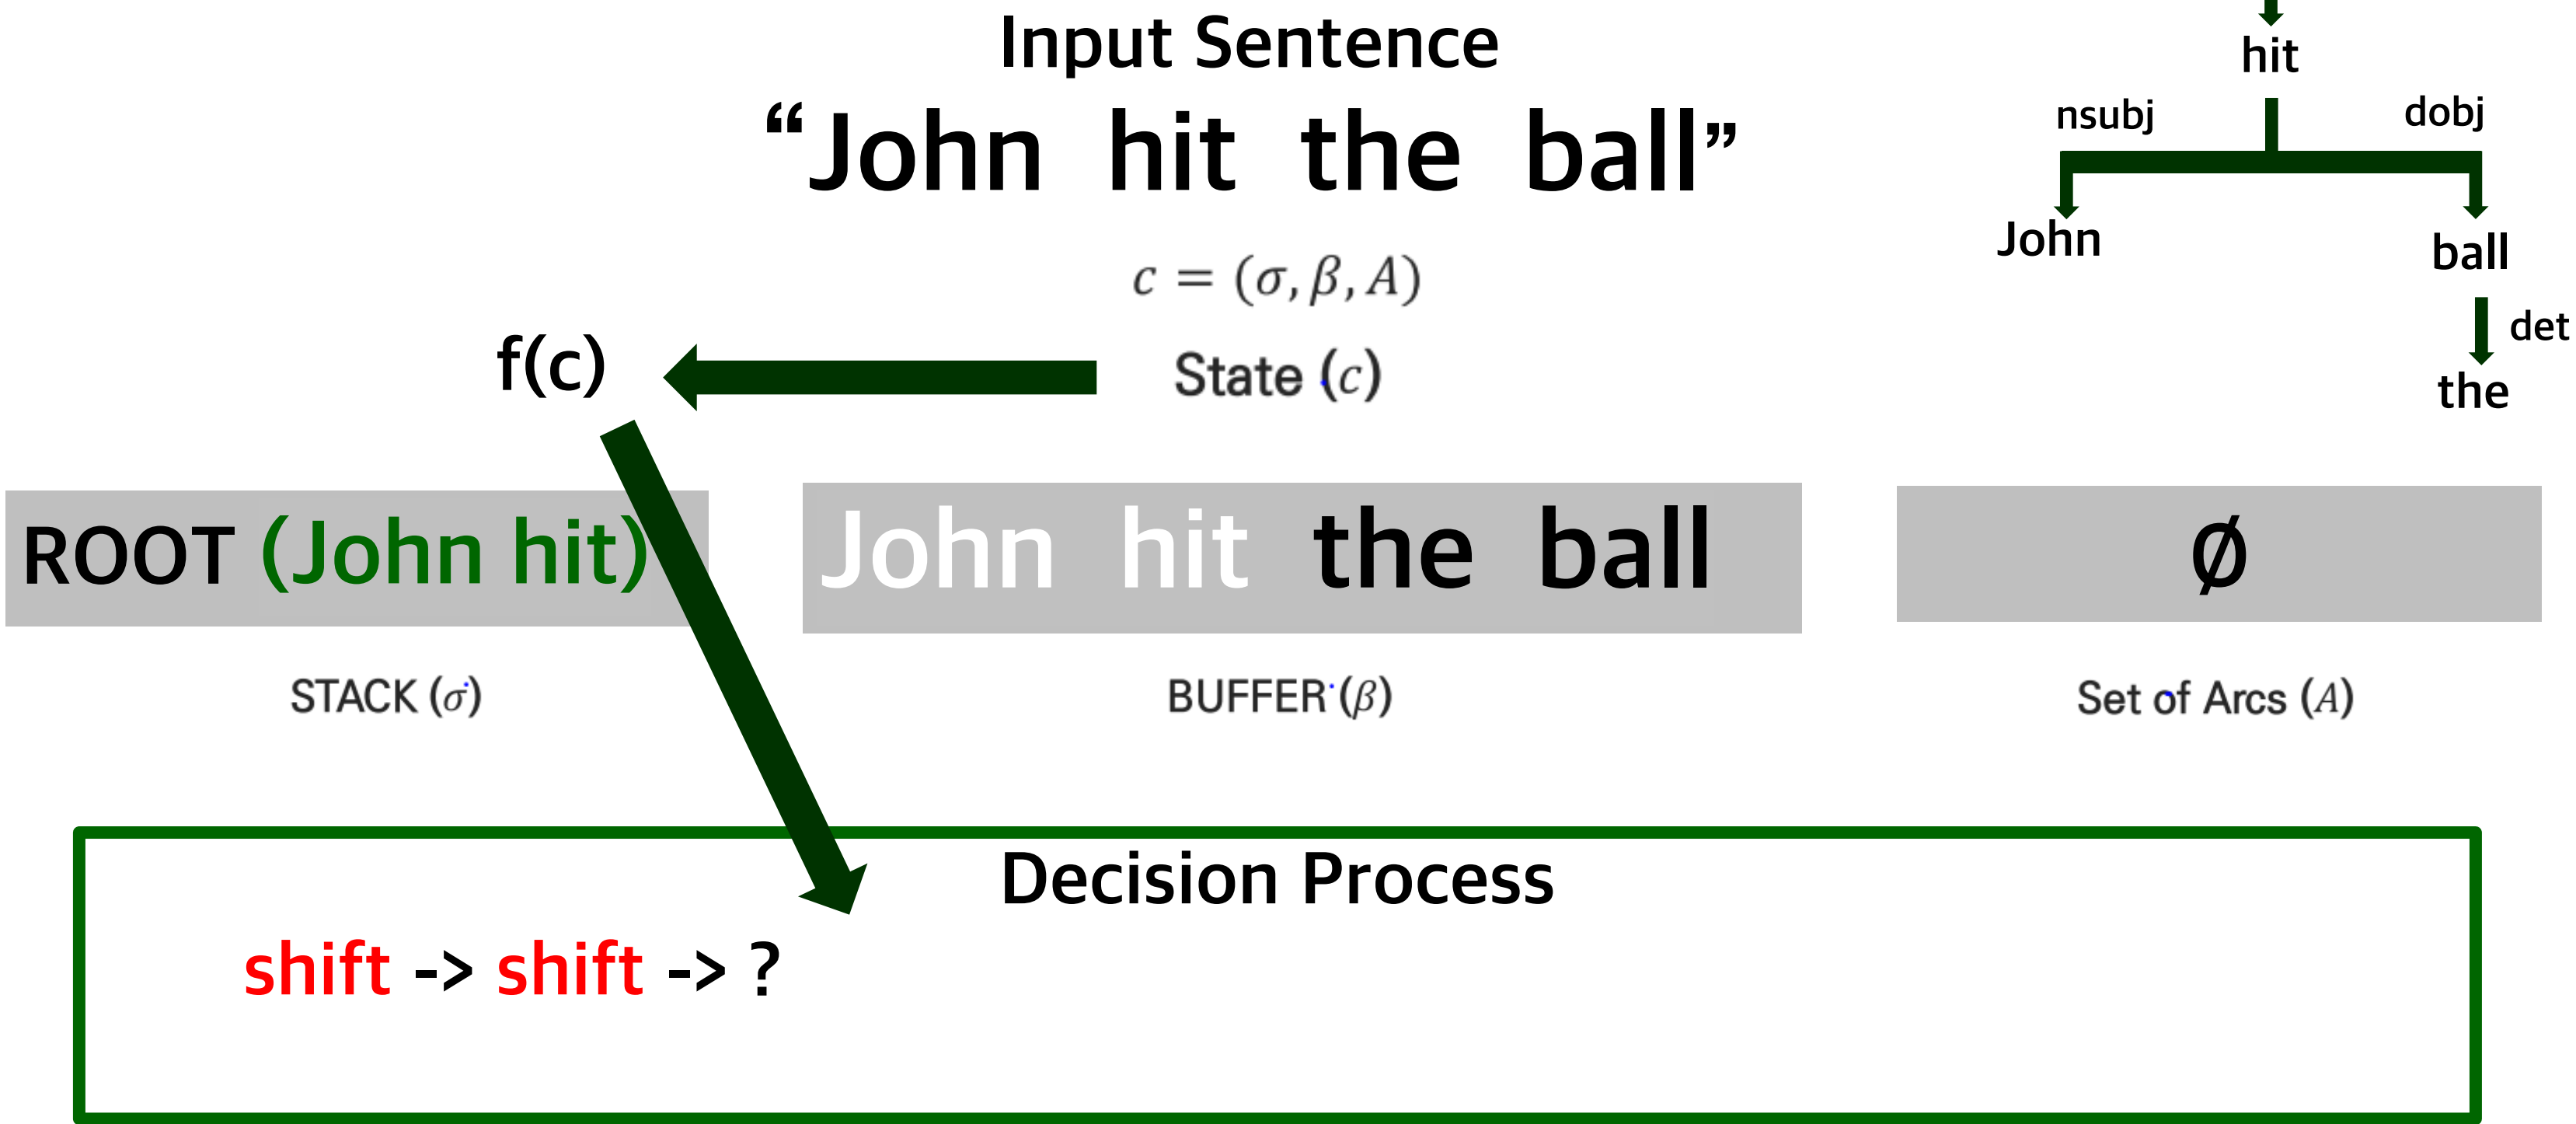 Input Sentence
“John hit the ball”
c = (σ, β, A)
f(c)
State (c)
hit
nsubj
dobj
John
ball
det
the
ROOT (John hit)
John hit the ball
Ø
STACK (σ)
BUFFER (β)
Set of Arcs (A)
Decision Process
shift -> shift -> ?